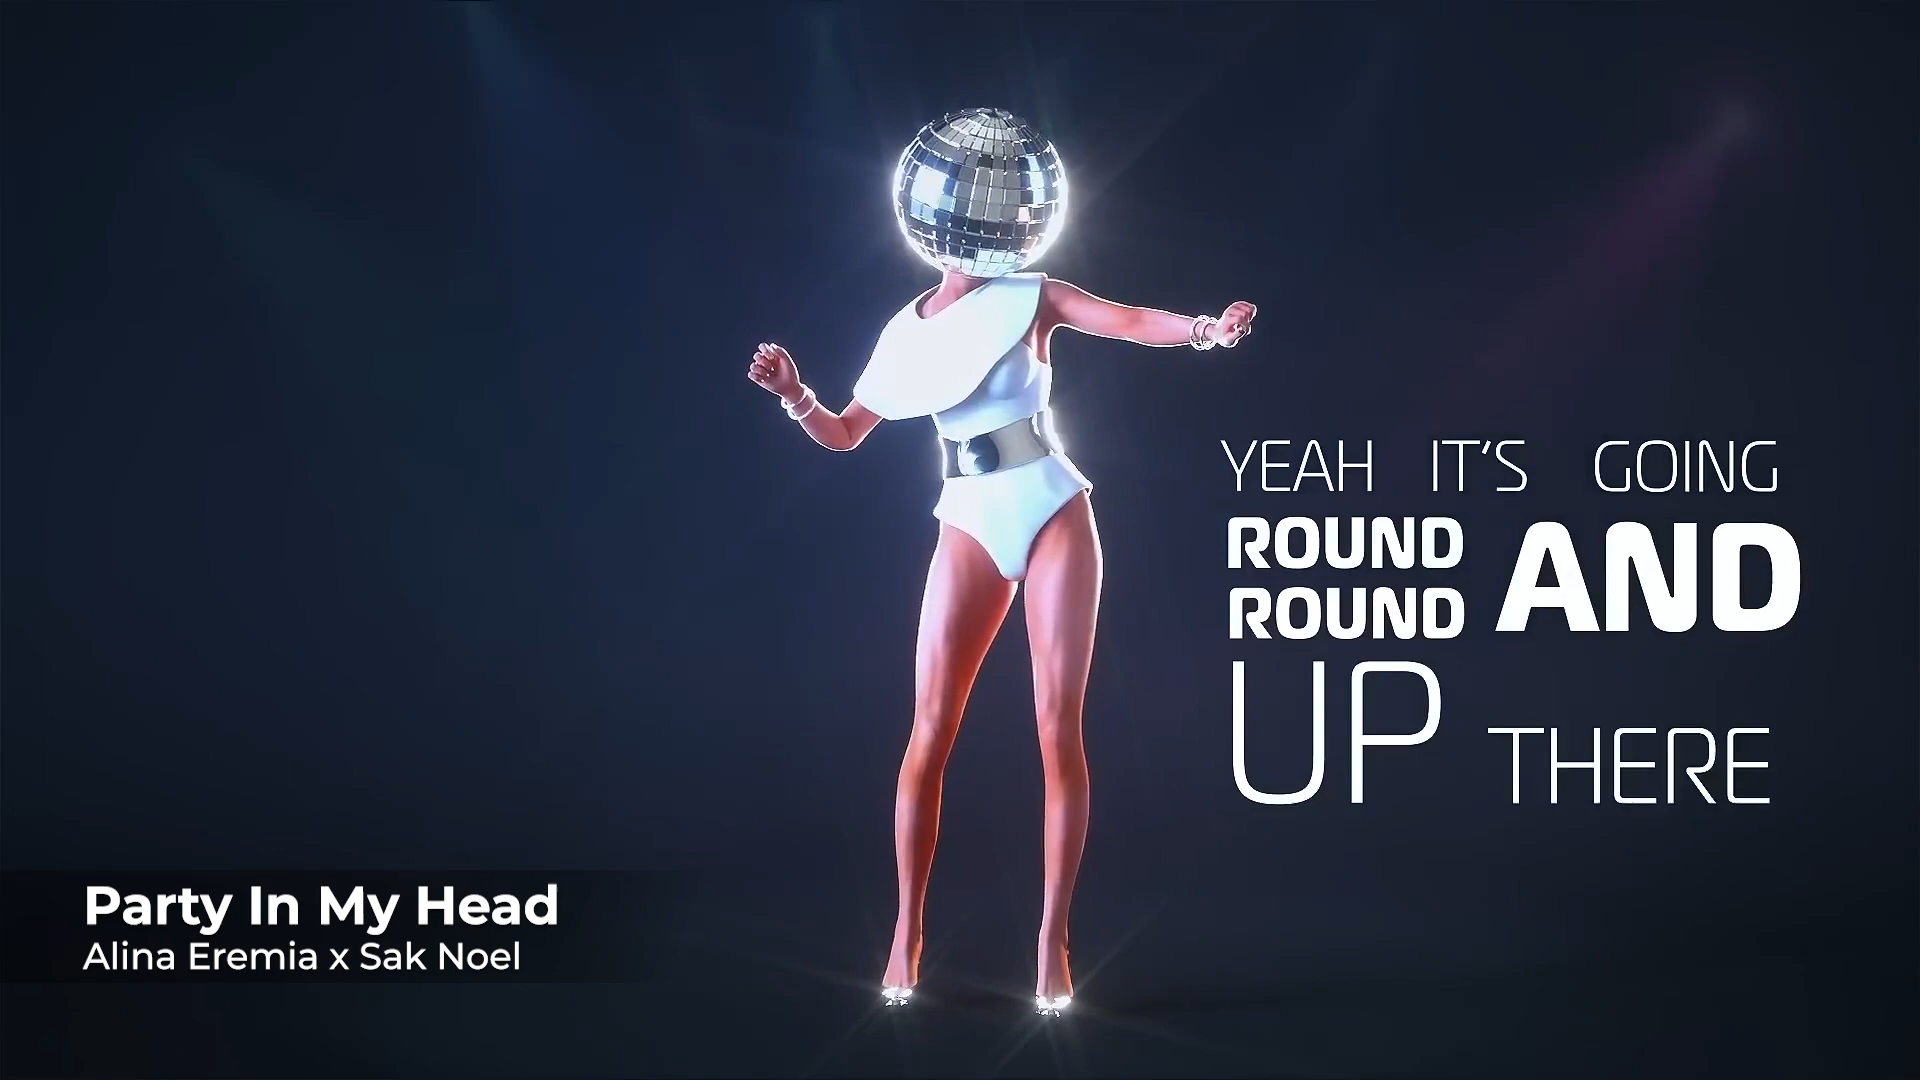 YEAH IT'S GOING
ROUND AND
ROUND
UP THERE
Party In My Head
Alina Eremia x Sak Noel